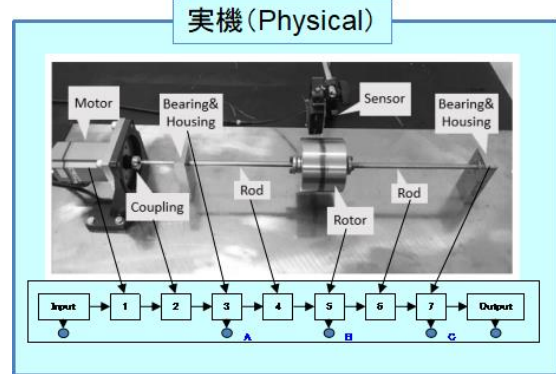 実機(Physical)
Motor
Bearing&
Housing
Sensor
Bearing&
Housing
Coupling
Rod
Rotor
Rod
Input
1
2
3
4
5
6
7
Output
A
B
C